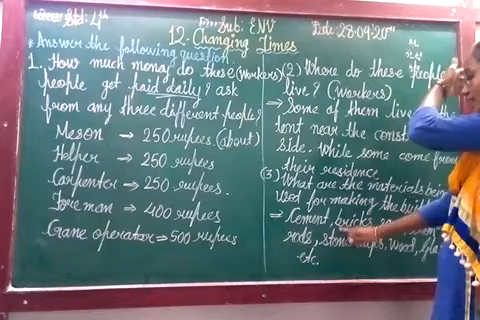 Std: 4th Sub: ENV Date 28-09-20
12. Changing Times
* Answer the following question
1. How much money do these (workers)
people get paid daily? ask
from any three different people?
Meson → 250 rupees. (about)
Helper → 250 rupees
Carpenter → 250 rupees.
Foreman → 400 rupees
Crane operator ⇒ 500 rupees
(2) Where do these people
live? (workers)
⇒ Some of them live
tent near the
side. While some come from
their residence.
(3) What are the materials being
used for making the
⇒ Cement, bricks
rods, wood,
etc.